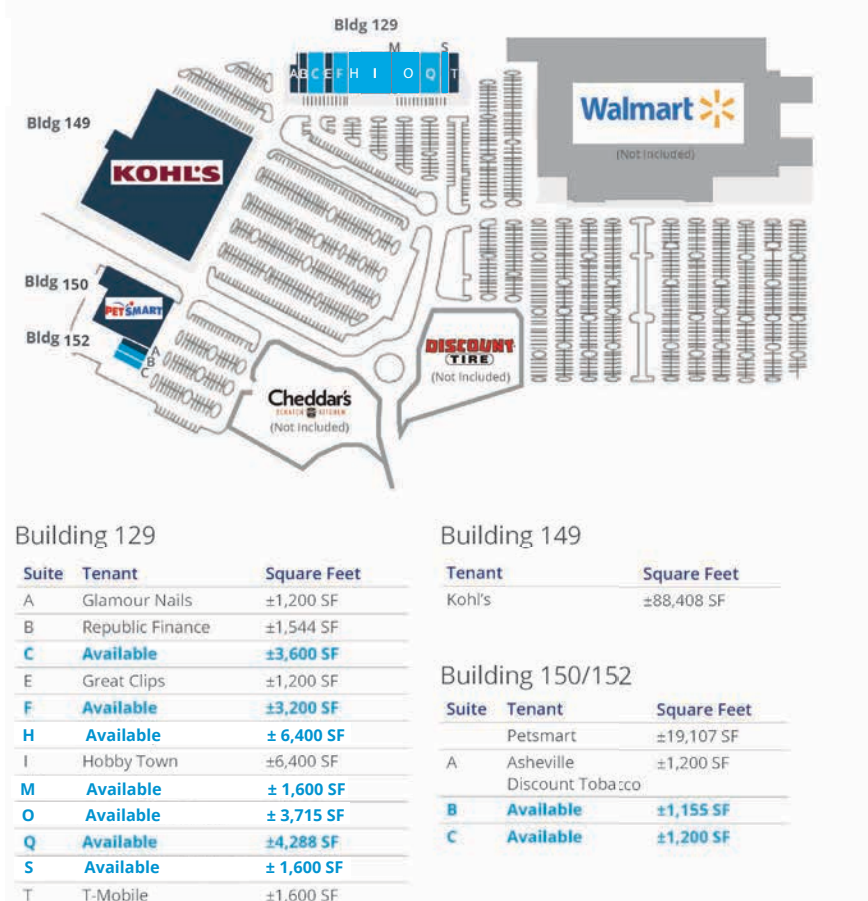 Bldg 129
M S
A B C E F H I O Q T
Walmart
(Not Included)
Bldg 149
KOHL'S
Bldg 150
PETSMART
Bldg 152
A
B
C
DISCOUNT
TIRE
(Not Included)
Cheddar's
SCRATCH KITCHEN
(Not Included)
Building 129
Suite Tenant Square Feet
A Glamour Nails ±1,200 SF
B Republic Finance ±1,544 SF
C Available ±3,600 SF
E Great Clips ±1,200 SF
F Available ±3,200 SF
H Available ± 6,400 SF
I Hobby Town ±6,400 SF
M Available ± 1,600 SF
O Available ± 3,715 SF
Q Available ±4,288 SF
S Available ± 1,600 SF
T T-Mobile ±1,600 SF
Building 149
Tenant Square Feet
Kohl's ±88,408 SF
Building 150/152
Suite Tenant Square Feet
Petsmart ±19,107 SF
A Asheville ±1,200 SF
Discount Tobacco
B Available ±1,155 SF
C Available ±1,200 SF